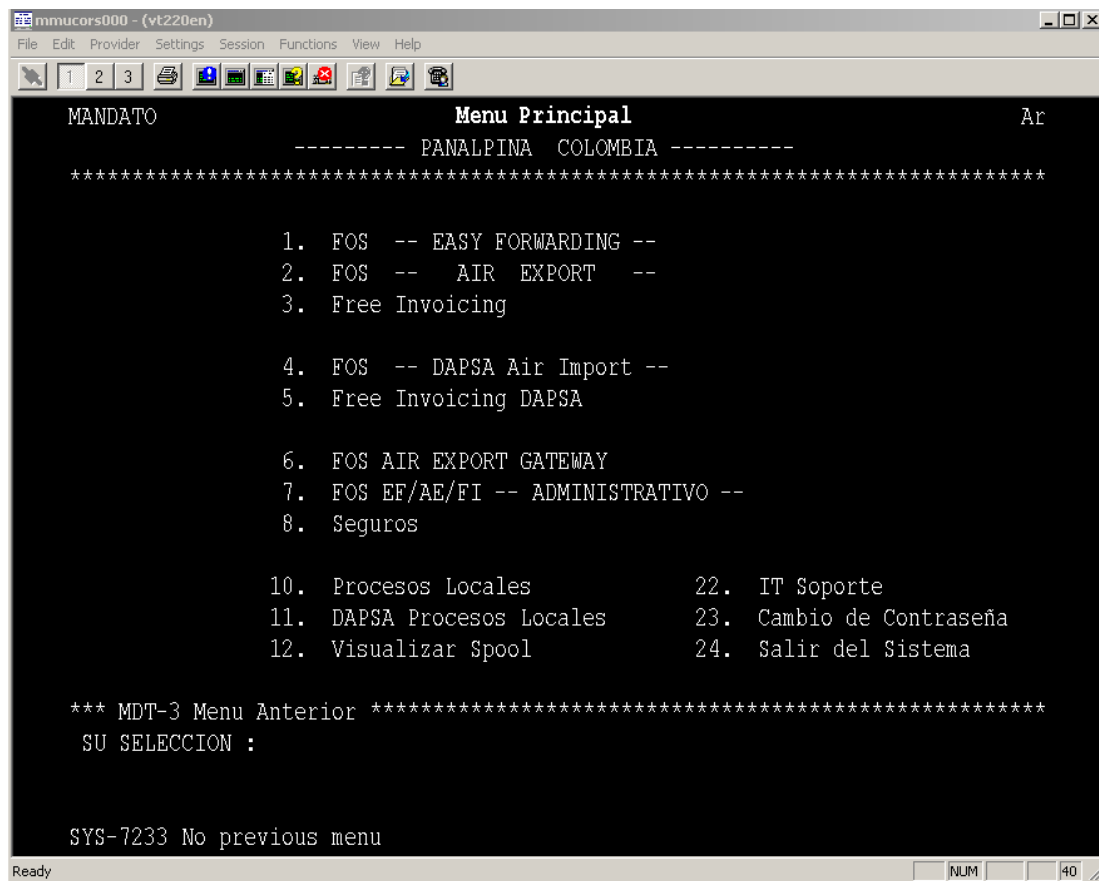 mmucors000 - (vt220en)
File Edit Provider Settings Session Functions View Help
1 2 3
MANDATO Menu Principal Ar
--------- PANALPINA COLOMBIA ----------
******************************************************************************
1. FOS -- EASY FORWARDING --
2. FOS -- AIR EXPORT --
3. Free Invoicing
4. FOS -- DAPSA Air Import --
5. Free Invoicing DAPSA
6. FOS AIR EXPORT GATEWAY
7. FOS EF/AE/FI -- ADMINISTRATIVO --
8. Seguros
10. Procesos Locales 22. IT Soporte
11. DAPSA Procesos Locales 23. Cambio de Contraseña
12. Visualizar Spool 24. Salir del Sistema
*** MDT-3 Menu Anterior ******************************************************
SU SELECCION :
SYS-7233 No previous menu
Ready NUM 40